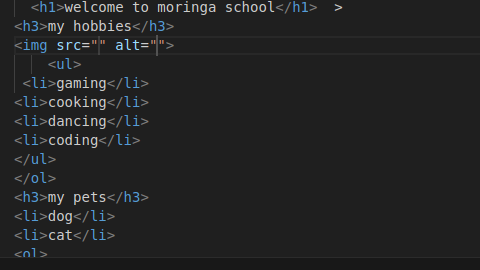 <h1>welcome to moringa school</h1>  >
<h3>my hobbies</h3>
<img src="" alt="">
<ul>
<li>gaming</li>
<li>cooking</li>
<li>dancing</li>
<li>coding</li>
</ul>
</ol>
<h3>my pets</h3>
<li>dog</li>
<li>cat</li>
<ol>